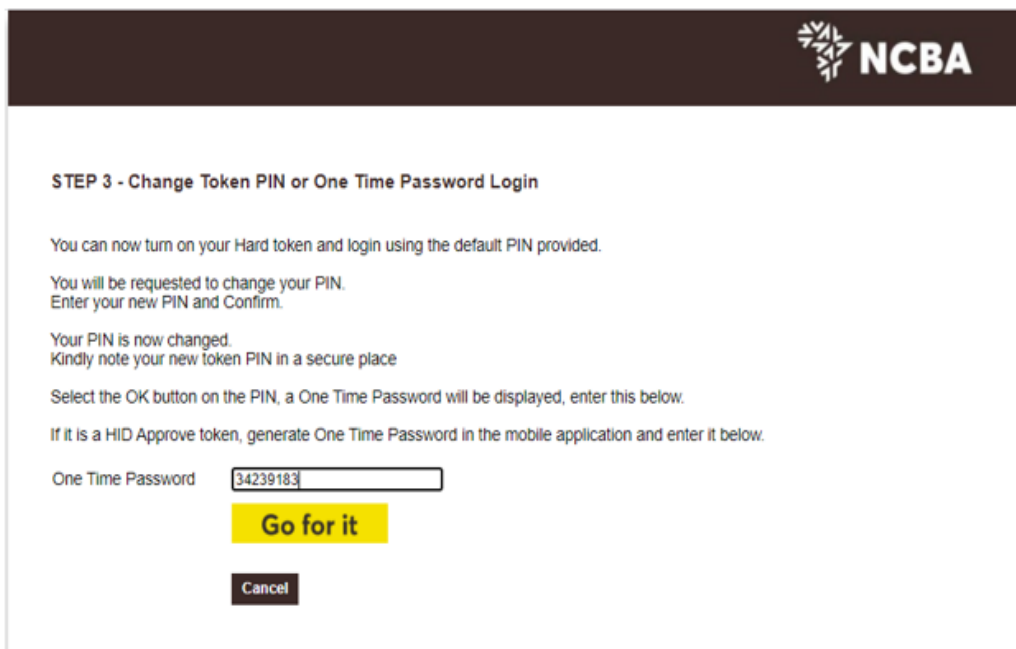 NCBA
STEP 3 - Change Token PIN or One Time Password Login
You can now turn on your Hard token and login using the default PIN provided.
You will be requested to change your PIN.
Enter your new PIN and Confirm.
Your PIN is now changed.
Kindly note your new token PIN in a secure place
Select the OK button on the PIN, a One Time Password will be displayed, enter this below.
If it is a HID Approve token, generate One Time Password in the mobile application and enter it below.
One Time Password 34239183
Go for it
Cancel